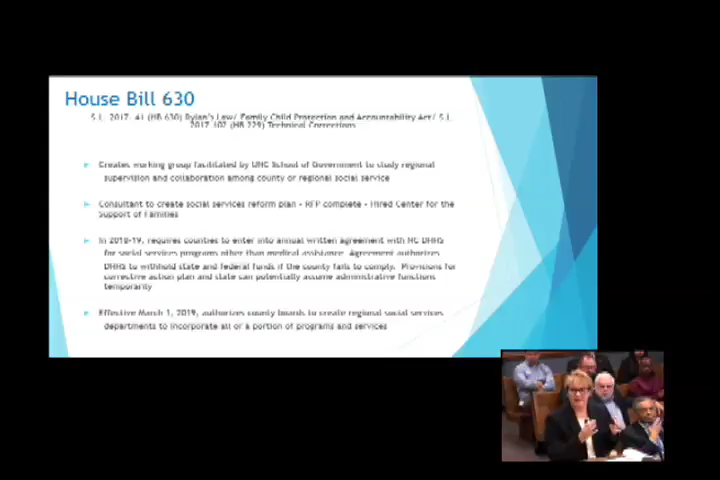 House Bill 630
S.L. 2017- 41 (HB 630) Dylan's Law/ Family Child Protection and Accountability Act/ S.L.
2017-102 (HB 229) Technical Corrections
Creates working group facilitated by UNC School of Government to study regional
supervision and collaboration among county or regional social service
Consultant to create social services reform plan - RFP complete - Hired Center for the
Support of Families
In 2018-19, requires counties to enter into annual written agreement with NC DHHS
for social services programs other than medical assistance. Agreement authorizes
DHHS to withhold state and federal funds if the county fails to comply. Provisions for
corrective action plan and state can potentially assume administrative functions
temporarily
Effective March 1, 2019, authorizes county boards to create regional social services
departments to incorporate all or a portion of programs and services